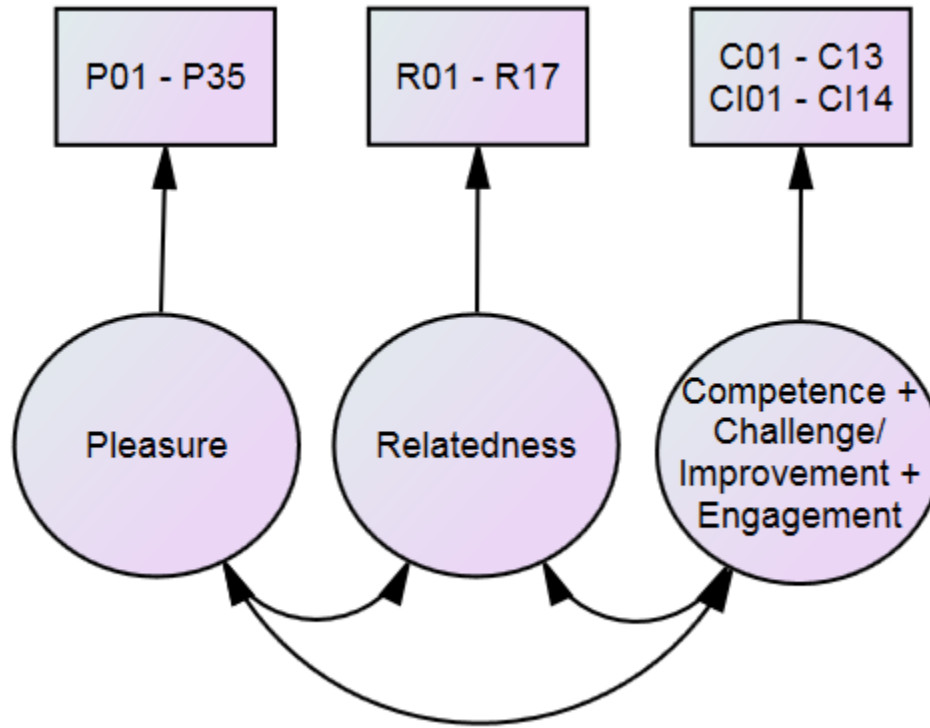 P01 - P35
R01 - R17
C01 - C13
CI01 - CI14
Pleasure
Relatedness
Competence +
Challenge/
Improvement +
Engagement